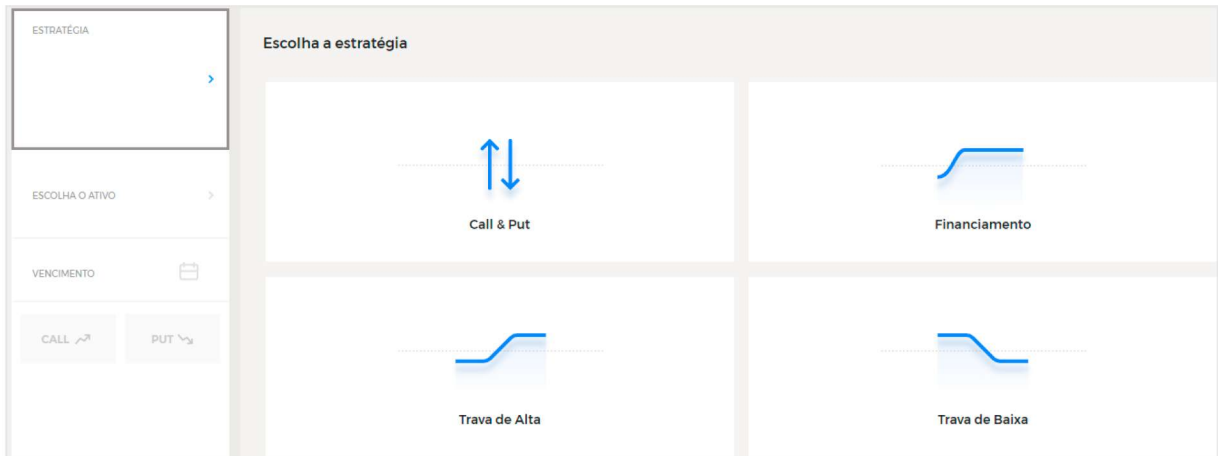 ESTRATÉGIA
Escolha a estratégia
ESCOLHA O ATIVO
VENCIMENTO
CALL
PUT
Call & Put
Financiamento
Trava de Alta
Trava de Baixa